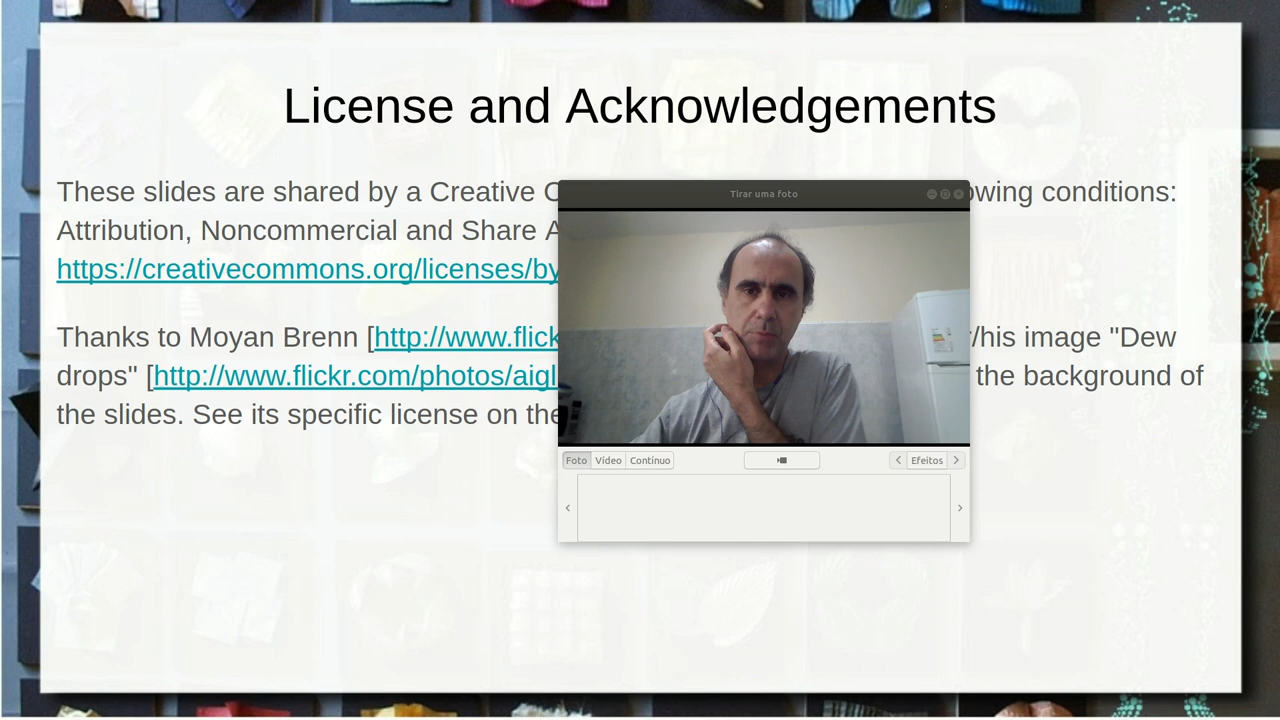 License and Acknowledgements
These slides are shared by a Creative C
owing conditions:
Attribution, Noncommercial and Share A
https://creativecommons.org/licenses/by
Thanks to Moyan Brenn [http://www.flick
/his image "Dew
drops" [http://www.flickr.com/photos/aigl
the background of
the slides. See its specific license on the
Tirar uma foto
Foto Vídeo Contínuo
Efeitos